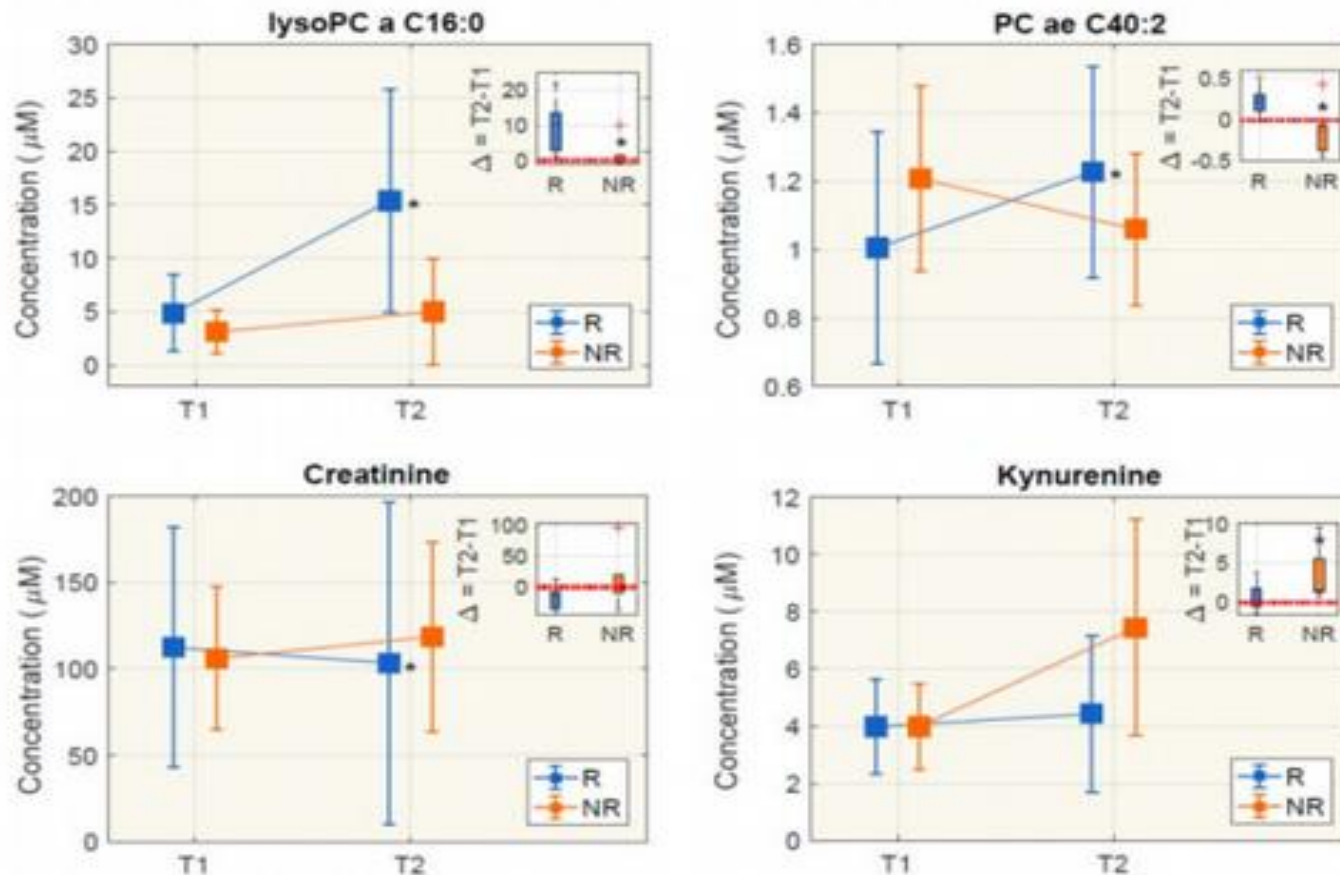 lysoPC a C16:0
Concentration ( µM)
30
25
20
15
10
5
0
T1
T2
Δ = T2-T1
20
10
0
R
NR
R
NR
PC ae C40:2
Concentration ( µM)
1.6
1.4
1.2
1
0.8
0.6
T1
T2
Δ = T2-T1
0.5
0
-0.5
R
NR
R
NR
Creatinine
Concentration ( µM)
200
150
100
50
0
T1
T2
Δ = T2-T1
100
50
0
R
NR
R
NR
Kynurenine
Concentration ( µM)
12
10
8
6
4
2
0
T1
T2
Δ = T2-T1
10
5
0
R
NR
R
NR